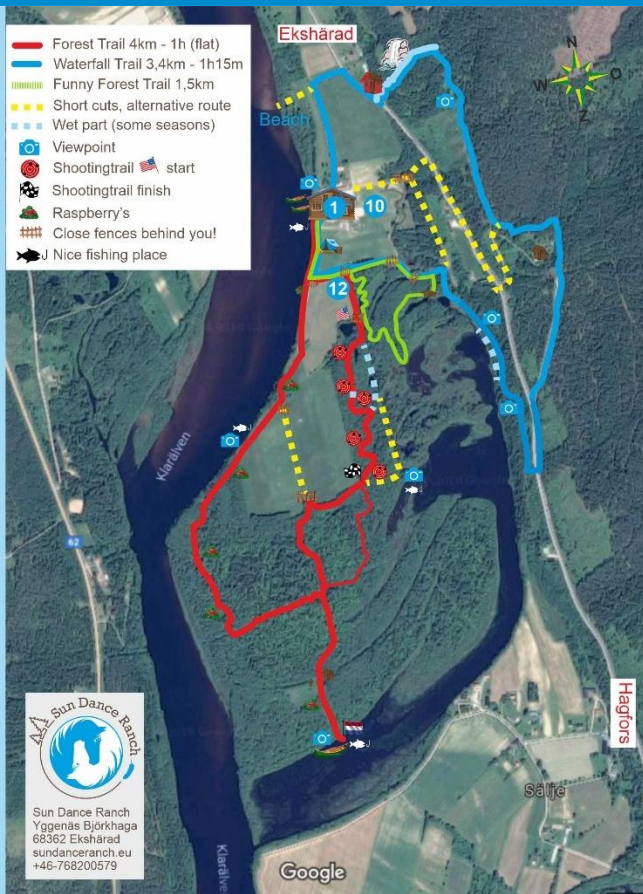 Forest Trail 4km - 1h (flat)
Waterfall Trail 3,4km - 1h15m
Funny Forest Trail 1,5km
Short cuts, alternative route
Wet part (some seasons)
Viewpoint
Shootingtrail start
Shootingtrail finish
Raspberry's
Close fences behind you!
Nice fishing place
Ekshärad
N
W
O
Z
Beach
1
10
12
Klarälven
62
Hagfors
Sälje
Klarälven
Sun Dance Ranch
Sun Dance Ranch
Yggenäs Björkhaga
68362 Ekshärad
sundanceranch.eu
+46-768200579
Google